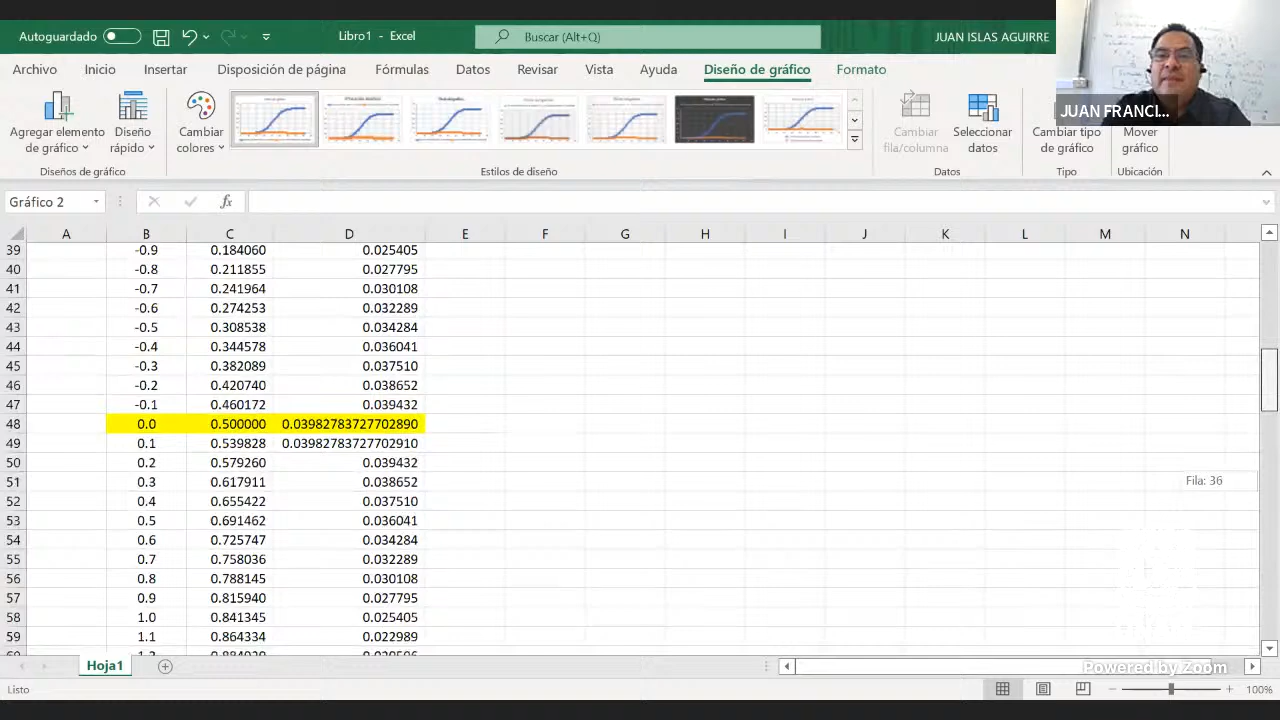 Autoguardado
Libro1 - Excel
Buscar (Alt+Q)
JUAN ISLAS AGUIRRE
JUAN FRANCI...
Archivo Inicio Insertar Disposición de página Fórmulas Datos Revisar Vista Ayuda Diseño de gráfico Formato
Agregar elemento de gráfico
Diseño rápido
Cambiar colores
Cambiar fila/columna
Seleccionar datos
Cambiar tipo de gráfico
Mover gráfico
Diseños de gráfico Estilos de diseño Datos Tipo Ubicación
Gráfico 2
fx
A B C D E F G H I J K L M N
39 -0.9 0.184060 0.025405
40 -0.8 0.211855 0.027795
41 -0.7 0.241964 0.030108
42 -0.6 0.274253 0.032289
43 -0.5 0.308538 0.034284
44 -0.4 0.344578 0.036041
45 -0.3 0.382089 0.037510
46 -0.2 0.420740 0.038652
47 -0.1 0.460172 0.039432
48 0.0 0.500000 0.03982783727702890
49 0.1 0.539828 0.03982783727702910
50 0.2 0.579260 0.039432
51 0.3 0.617911 0.038652
Fila: 36
52 0.4 0.655422 0.037510
53 0.5 0.691462 0.036041
54 0.6 0.725747 0.034284
55 0.7 0.758036 0.032289
56 0.8 0.788145 0.030108
57 0.9 0.815940 0.027795
58 1.0 0.841345 0.025405
59 1.1 0.864334 0.022989
Hoja1
Powered by Zoom
Listo
100%